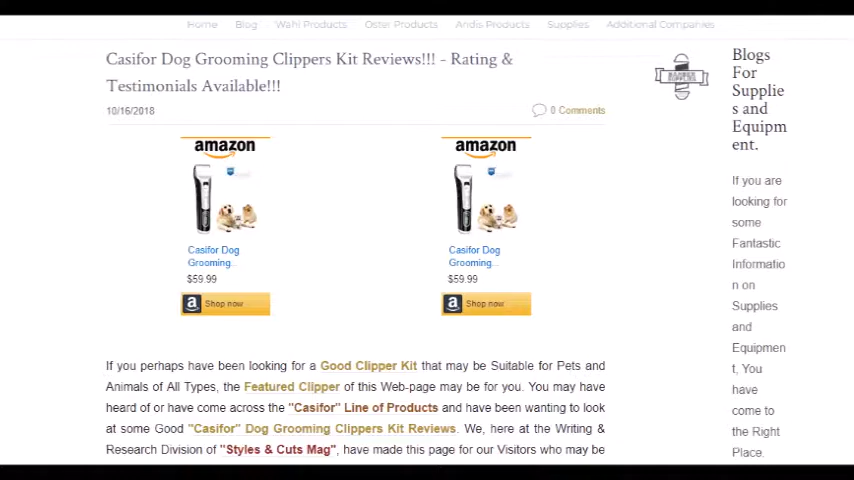 Home Blog Wahl Products Oster Products Andis Products Supplies Additional Companies
Casifor Dog Grooming Clippers Kit Reviews!!! - Rating &
Testimonials Available!!!
10/16/2018
0 Comments
amazon
Casifor Dog
Grooming...
$59.99
Shop now
amazon
Casifor Dog
Grooming...
$59.99
Shop now
If you perhaps have been looking for a Good Clipper Kit that may be Suitable for Pets and
Animals of All Types, the Featured Clipper of this Web-page may be for you. You may have
heard of or have come across the "Casifor" Line of Products and have been wanting to look
at some Good "Casifor" Dog Grooming Clippers Kit Reviews. We, here at the Writing &
Research Division of "Styles & Cuts Mag", have made this page for our Visitors who may be
Blogs
For
Supplie
s and
Equipm
ent.
If you are
looking for
some
Fantastic
Informatio
n on
Supplies
and
Equipmen
t, You
have
come to
the Right
Place.